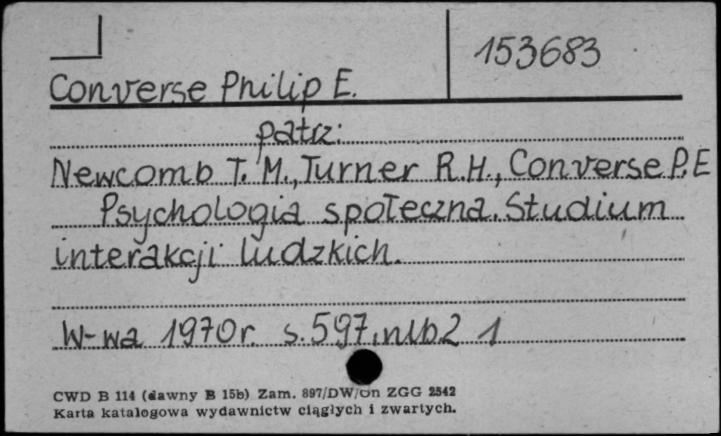 153683
Converse Philip E.
patrz:
Newcomb T. M., Turner R.H., Converse P.E
Psychologia społeczna. Studium
interakcji ludzkich.
W-wa 1970r. s. 597, nlb2 1
CWD B 114 (dawny B 15b) Zam. 897/DW/on ZGG 2542
Karta katalogowa wydawnictw ciągłych i zwartych.